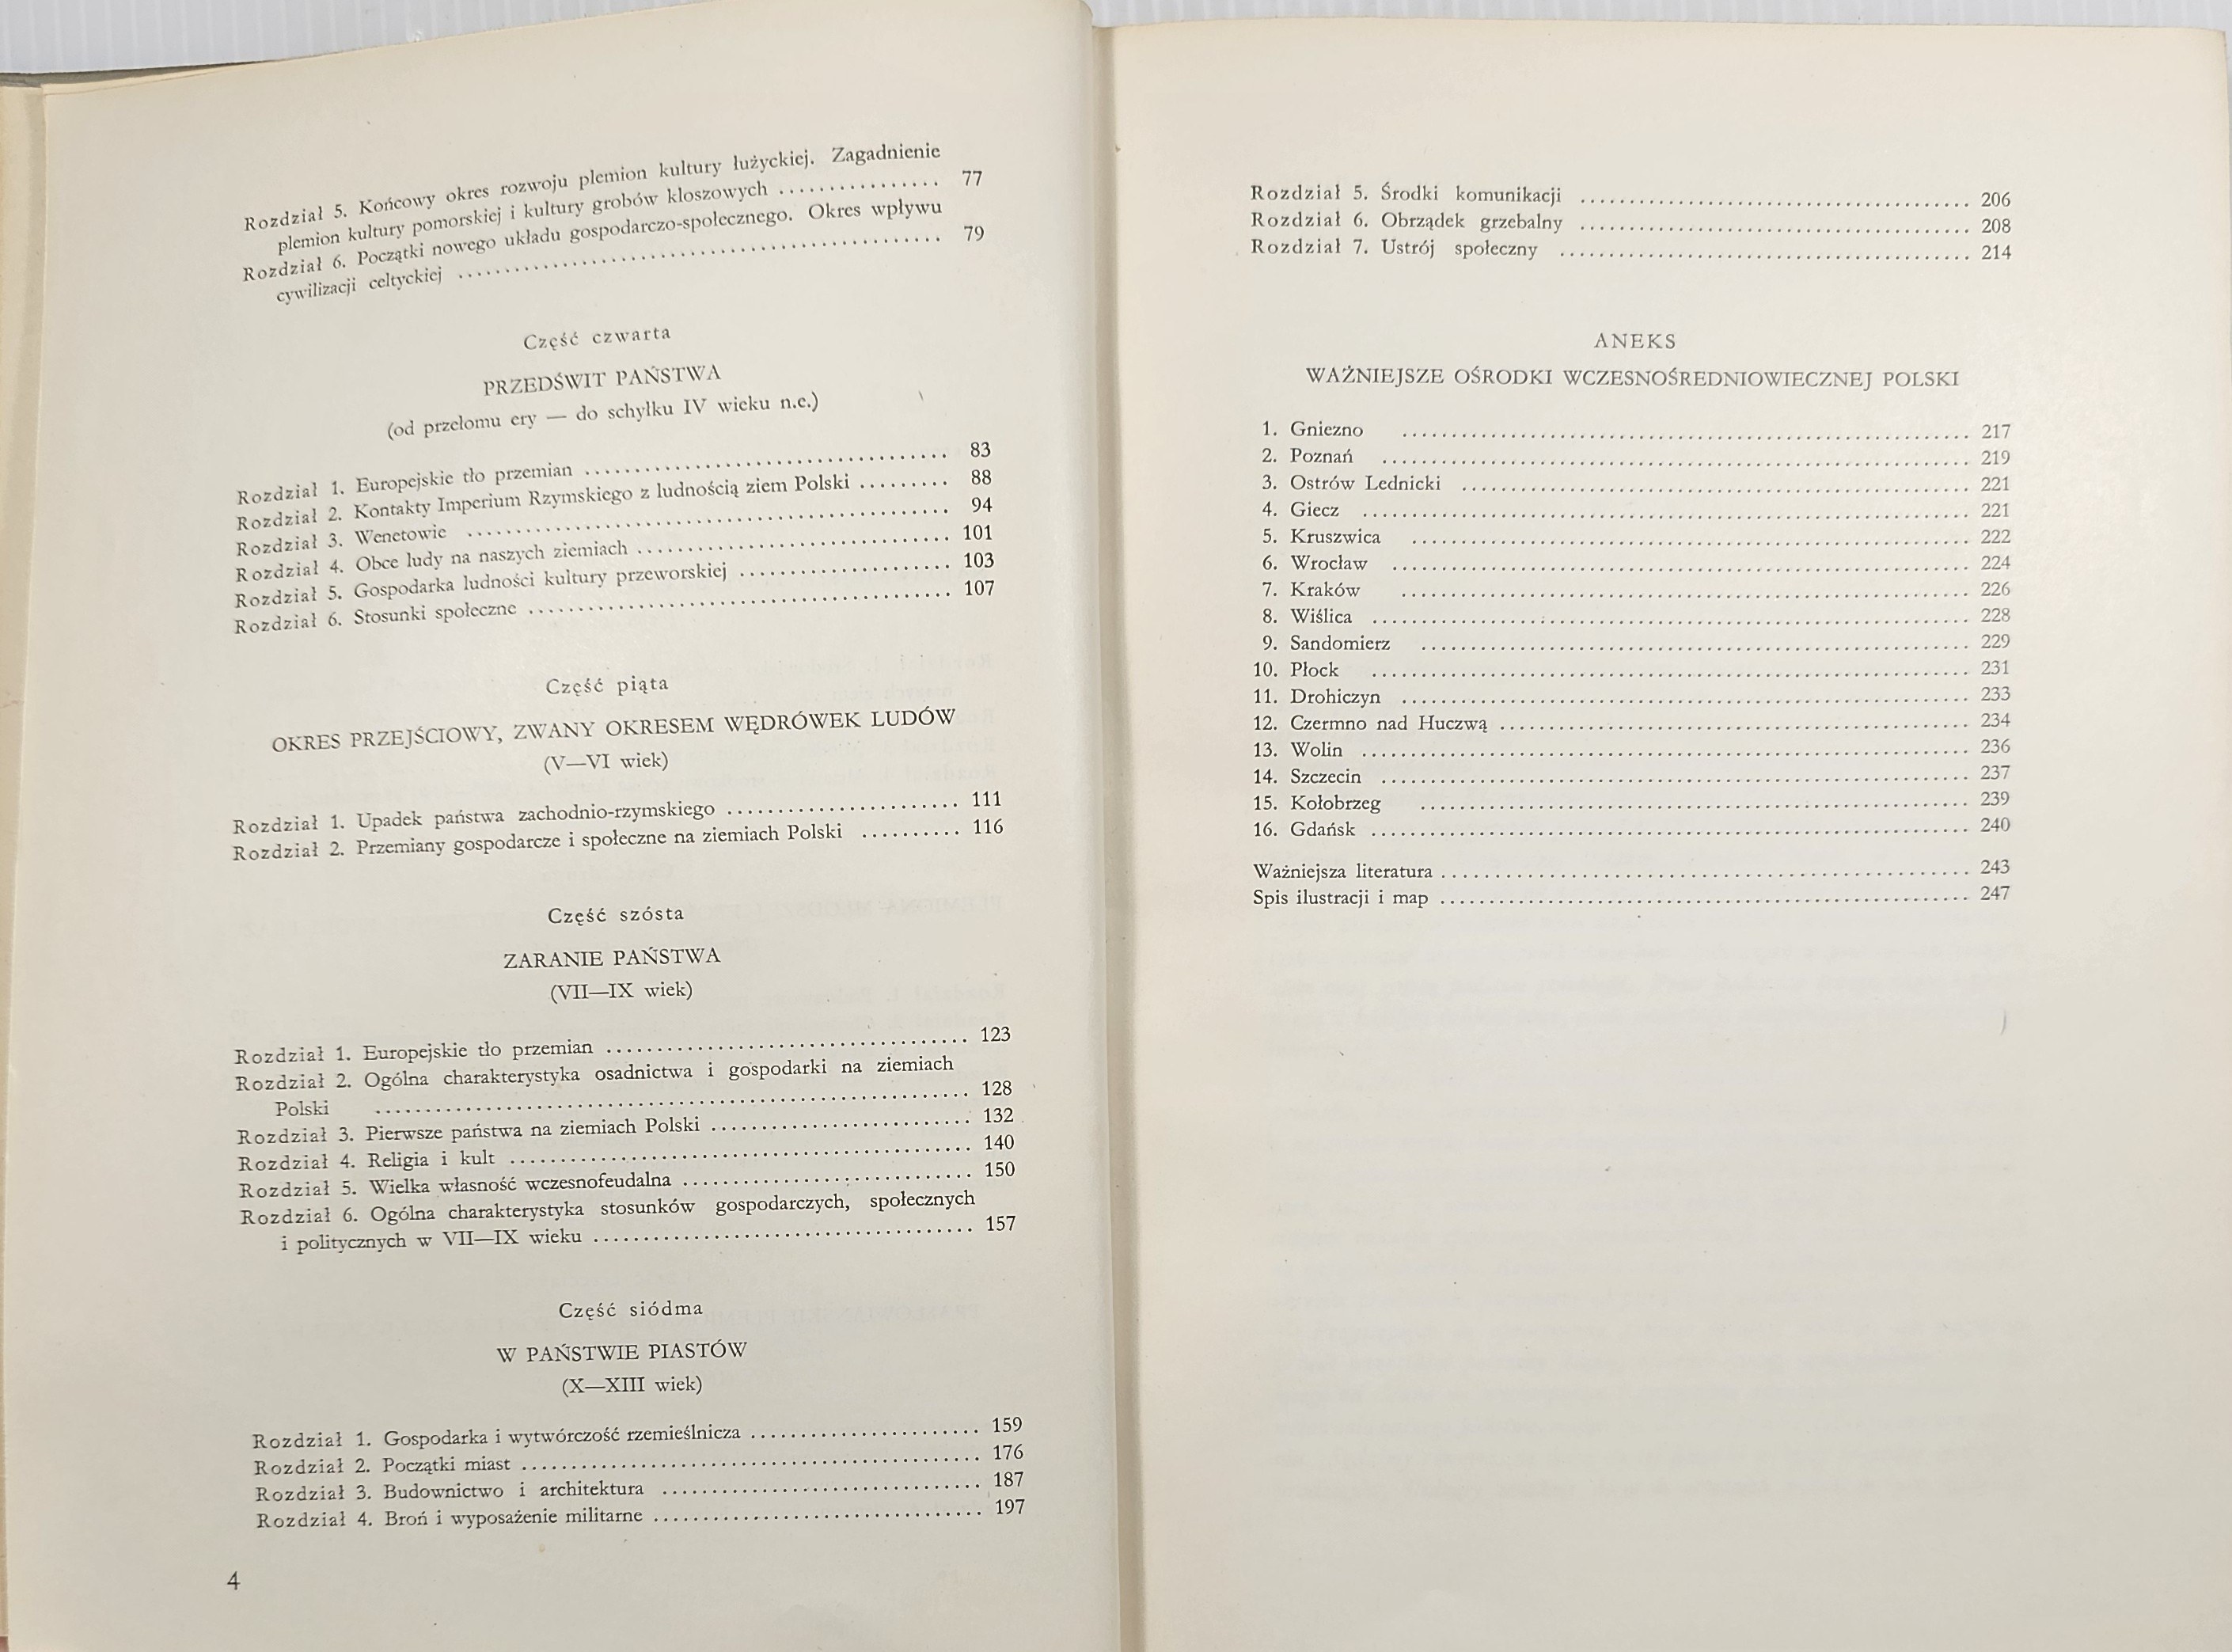 Rozdział 5. Końcowy okres rozwoju plemion kultury łużyckiej. Zagadnienie
plemion kultury pomorskiej i kultury grobów kloszowych ................ 77
Rozdział 6. Początki nowego układu gospodarczo-społecznego. Okres wpływu
cywilizacji celtyckiej ................................................ 79
Część czwarta
PRZEDŚWIT PAŃSTWA
(od przełomu ery — do schyłku IV wieku n.e.)
Rozdział 1. Europejskie tło przemian .................................... 83
Rozdział 2. Kontakty Imperium Rzymskiego z ludnością ziem Polski ......... 88
Rozdział 3. Wenetowie ................................................ 94
Rozdział 4. Obce ludy na naszych ziemiach ................................ 101
Rozdział 5. Gospodarka ludności kultury przeworskiej ..................... 103
Rozdział 6. Stosunki społeczne .......................................... 107
Część piąta
OKRES PRZEJŚCIOWY, ZWANY OKRESEM WĘDRÓWEK LUDÓW
(V—VI wiek)
Rozdział 1. Upadek państwa zachodnio-rzymskiego ....................... 111
Rozdział 2. Przemiany gospodarcze i społeczne na ziemiach Polski .......... 116
Część szósta
ZARANIE PAŃSTWA
(VII—IX wiek)
Rozdział 1. Europejskie tło przemian .................................... 123
Rozdział 2. Ogólna charakterystyka osadnictwa i gospodarki na ziemiach
Polski ............................................................ 128
Rozdział 3. Pierwsze państwa na ziemiach Polski .......................... 132
Rozdział 4. Religia i kult .............................................. 140
Rozdział 5. Wielka własność wczesnofeudalna ............................. 150
Rozdział 6. Ogólna charakterystyka stosunków gospodarczych, społecznych
i politycznych w VII—IX wieku ...................................... 157
Część siódma
W PAŃSTWIE PIASTÓW
(X—XIII wiek)
Rozdział 1. Gospodarka i wytwórczość rzemieślnicza ....................... 159
Rozdział 2. Początki miast .............................................. 176
Rozdział 3. Budownictwo i architektura ................................ 187
Rozdział 4. Broń i wyposażenie militarne ................................. 197
4
Rozdział 5. Środki komunikacji ........................................ 206
Rozdział 6. Obrządek grzebalny ........................................ 208
Rozdział 7. Ustrój społeczny .......................................... 214
ANEKS
WAŻNIEJSZE OŚRODKI WCZESNOŚREDNIOWIECZNEJ POLSKI
1. Gniezno .......................................................... 217
2. Poznań ............................................................ 219
3. Ostrów Lednicki .................................................... 221
4. Giecz .............................................................. 221
5. Kruszwica ......................................................... 222
6. Wrocław ........................................................... 224
7. Kraków .......................................................... 226
8. Wiślica ............................................................. 228
9. Sandomierz ........................................................ 229
10. Płock ............................................................. 231
11. Drohiczyn .......................................................... 233
12. Czermno nad Huczwą ................................................ 234
13. Wolin .............................................................. 236
14. Szczecin ............................................................ 237
15. Kołobrzeg ........................................................ 239
16. Gdańsk ............................................................. 240
Ważniejsza literatura ...................................................... 243
Spis ilustracji i map ...................................................... 247